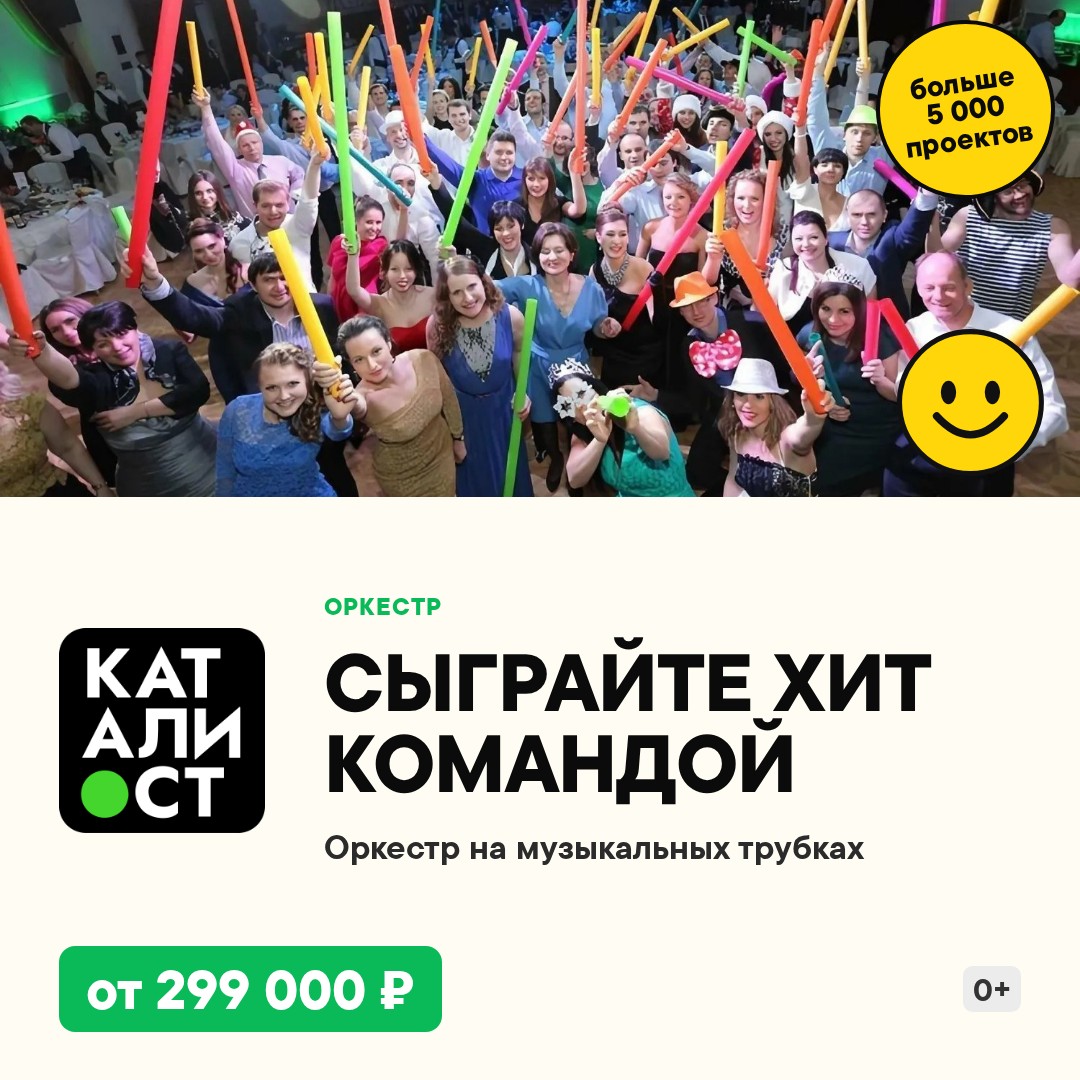 больше
5 000
проектов
ОРКЕСТР
КАТ
АЛИ
СТ
СЫГРАЙТЕ ХИТ
КОМАНДОЙ
Оркестр на музыкальных трубках
от 299 000 ₽
0+